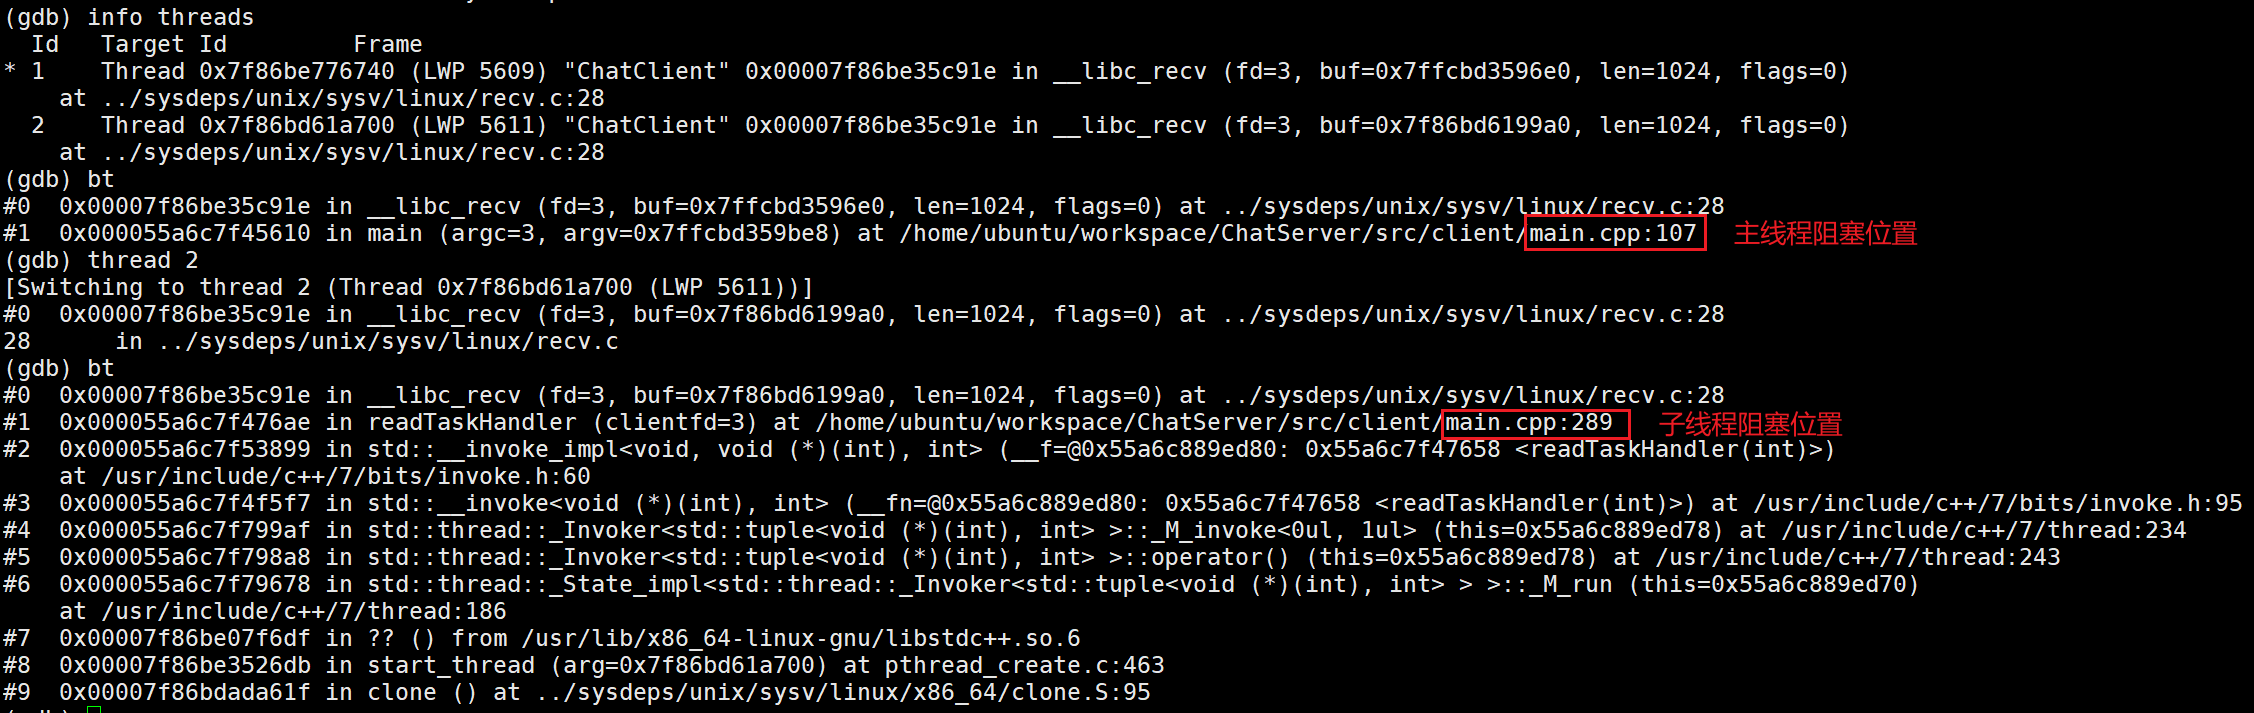 (gdb) info threads
  Id   Target Id         Frame
* 1    Thread 0x7f86be776740 (LWP 5609) "ChatClient" 0x00007f86be35c91e in __libc_recv (fd=3, buf=0x7ffcbd3596e0, len=1024, flags=0)
    at ../sysdeps/unix/sysv/linux/recv.c:28
  2    Thread 0x7f86bd61a700 (LWP 5611) "ChatClient" 0x00007f86be35c91e in __libc_recv (fd=3, buf=0x7f86bd6199a0, len=1024, flags=0)
    at ../sysdeps/unix/sysv/linux/recv.c:28
(gdb) bt
#0  0x00007f86be35c91e in __libc_recv (fd=3, buf=0x7ffcbd3596e0, len=1024, flags=0) at ../sysdeps/unix/sysv/linux/recv.c:28
#1  0x000055a6c7f45610 in main (argc=3, argv=0x7ffcbd359be8) at /home/ubuntu/workspace/ChatServer/src/client/main.cpp:107 主线程阻塞位置
(gdb) thread 2
[Switching to thread 2 (Thread 0x7f86bd61a700 (LWP 5611))]
#0  0x00007f86be35c91e in __libc_recv (fd=3, buf=0x7f86bd6199a0, len=1024, flags=0) at ../sysdeps/unix/sysv/linux/recv.c:28
28      in ../sysdeps/unix/sysv/linux/recv.c
(gdb) bt
#0  0x00007f86be35c91e in __libc_recv (fd=3, buf=0x7f86bd6199a0, len=1024, flags=0) at ../sysdeps/unix/sysv/linux/recv.c:28
#1  0x000055a6c7f476ae in readTaskHandler (clientfd=3) at /home/ubuntu/workspace/ChatServer/src/client/main.cpp:289 子线程阻塞位置
#2  0x000055a6c7f53899 in std::__invoke_impl<void, void (*)(int), int> (__f=@0x55a6c889ed80: 0x55a6c7f47658 <readTaskHandler(int)>)
    at /usr/include/c++/7/bits/invoke.h:60
#3  0x000055a6c7f4f5f7 in std::__invoke<void (*)(int), int> (__fn=@0x55a6c889ed80: 0x55a6c7f47658 <readTaskHandler(int)>) at /usr/include/c++/7/bits/invoke.h:95
#4  0x000055a6c7f799af in std::thread::_Invoker<std::tuple<void (*)(int), int> >::_M_invoke<0ul, 1ul> (this=0x55a6c889ed78) at /usr/include/c++/7/thread:234
#5  0x000055a6c7f798a8 in std::thread::_Invoker<std::tuple<void (*)(int), int> >::operator() (this=0x55a6c889ed78) at /usr/include/c++/7/thread:243
#6  0x000055a6c7f79678 in std::thread::_State_impl<std::thread::_Invoker<std::tuple<void (*)(int), int> > >::_M_run (this=0x55a6c889ed70)
    at /usr/include/c++/7/thread:186
#7  0x00007f86be07f6df in ?? () from /usr/lib/x86_64-linux-gnu/libstdc++.so.6
#8  0x00007f86be3526db in start_thread (arg=0x7f86bd61a700) at pthread_create.c:463
#9  0x00007f86bdada61f in clone () at ../sysdeps/unix/sysv/linux/x86_64/clone.S:95